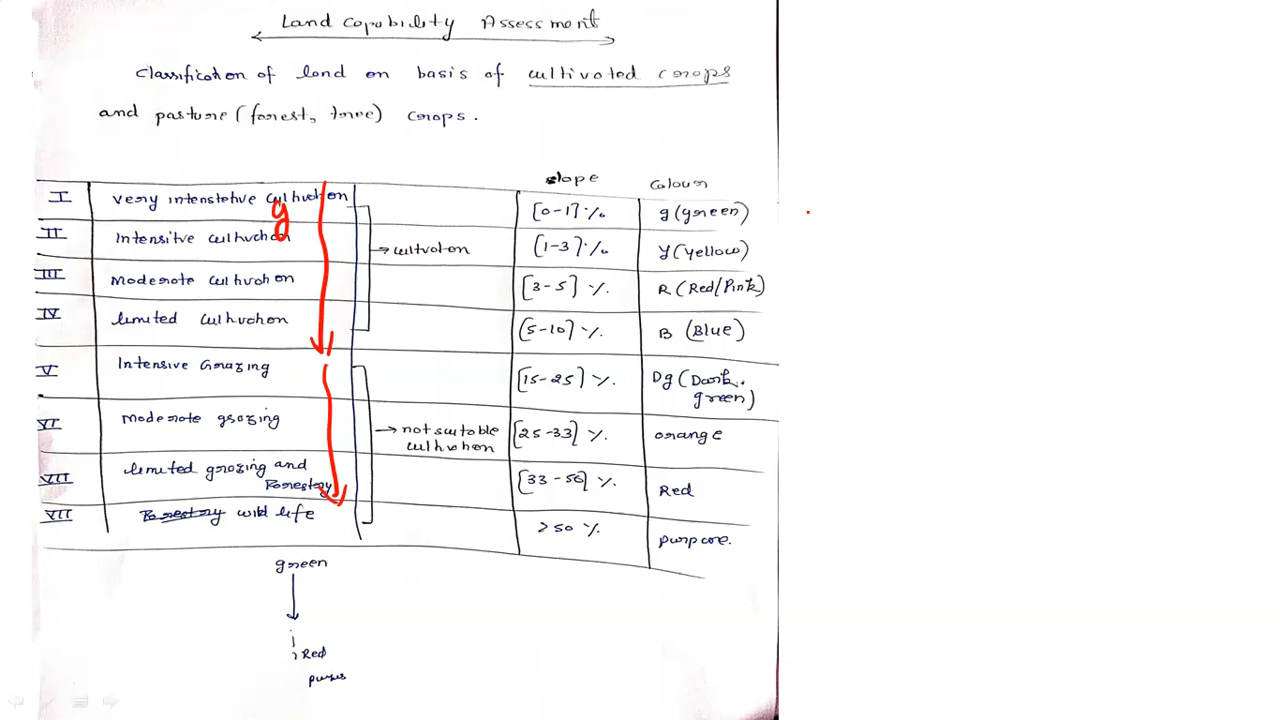 Land Capability Assessment
Classification of land on basis of cultivated crops
and pasture (forest, tree) crops.
slope Colour
I very intenstive cultivation [0-1]% g(green)
g
II Intensitve cultivation → cultivation [1-3]% Y(Yellow)
III moderate cultivation [3-5] %. R (Red/Pink)
IV limited cultivation (5-10] %. B (Blue)
V Intensive Grazing [15-25] %. Dg (Dark.
green)
VI moderate grazing → not suitable [25-33] %. orange
cultivation
VII limited grazing and [33-50] %. Red
Forestry
VII Forestry wild life >50 %.
green
Red